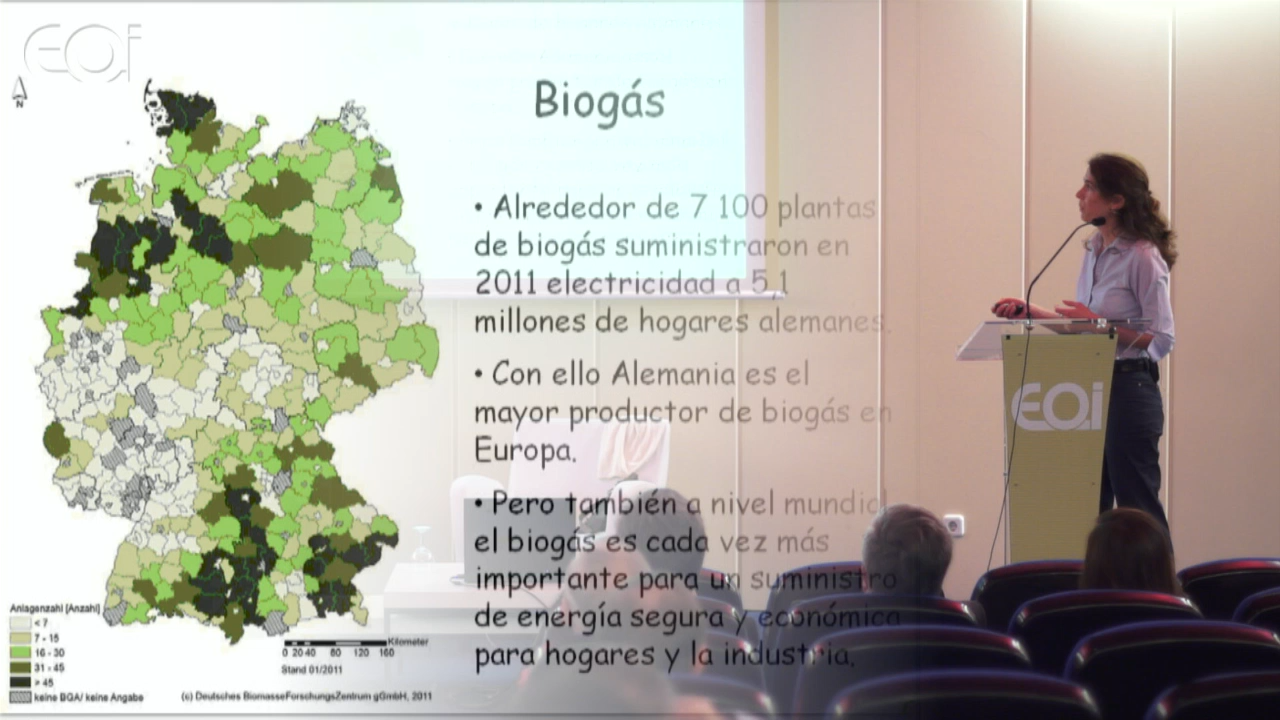 EOI
N
Biogás
• Alrededor de 7 100 plantas
de biogás suministraron en
2011 electricidad a 5,1
millones de hogares alemanes.
• Con ello Alemania es el
mayor productor de biogás en
Europa.
• Pero también a nivel mundial
el biogás es cada vez más
importante para un suministro
de energía segura y económica
para hogares y la industria.
EOI
Anlagenzahl [Anzahl]
< 7
7 - 15
16 - 30
31 - 45
> 45
keine BGA/ keine Angabe
Kilometer
0 20 40 80 120 160
Stand 01/2011
(c) Deutsches BiomasseForschungsZentrum gGmbH, 2011